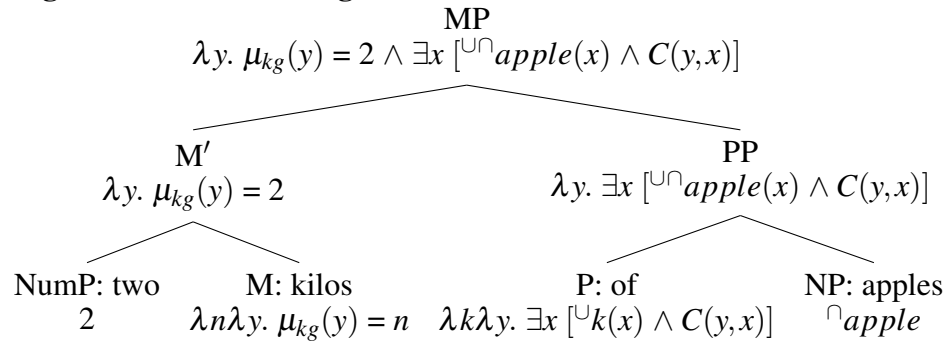 MP
λy. μ_kg(y) = 2 ∧ ∃x [^∪∩apple(x) ∧ C(y,x)]
M′ PP
λy. μ_kg(y) = 2 λy. ∃x [^∪∩apple(x) ∧ C(y,x)]
NumP: two M: kilos P: of NP: apples
2 λnλy. μ_kg(y) = n λkλy. ∃x [^∪k(x) ∧ C(y,x)] ^∩apple